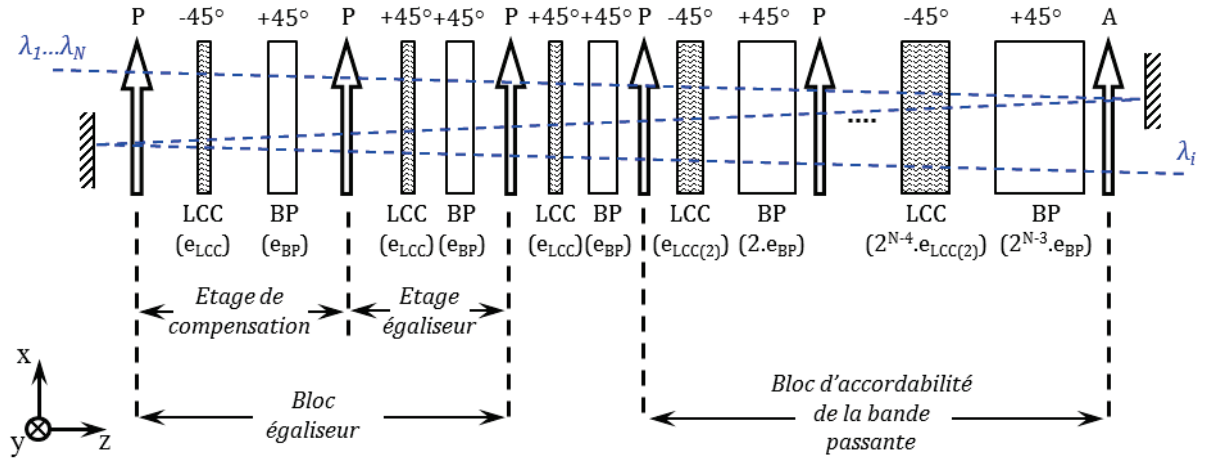 P -45° +45° P +45° +45° P +45° +45° P -45° +45° P -45° +45° A
λ1...λN
....
λi
LCC BP LCC BP LCC BP LCC BP LCC BP
(eLCC) (eBP) (eLCC) (eBP) (eLCC) (eBP) (eLCC(2)) (2.eBP) (2^N-4.eLCC(2)) (2^N-3.eBP)
Etage de
compensation
Etage
égaliseur
x
y
z
Bloc
égaliseur
Bloc d'accordabilité
de la bande
passante